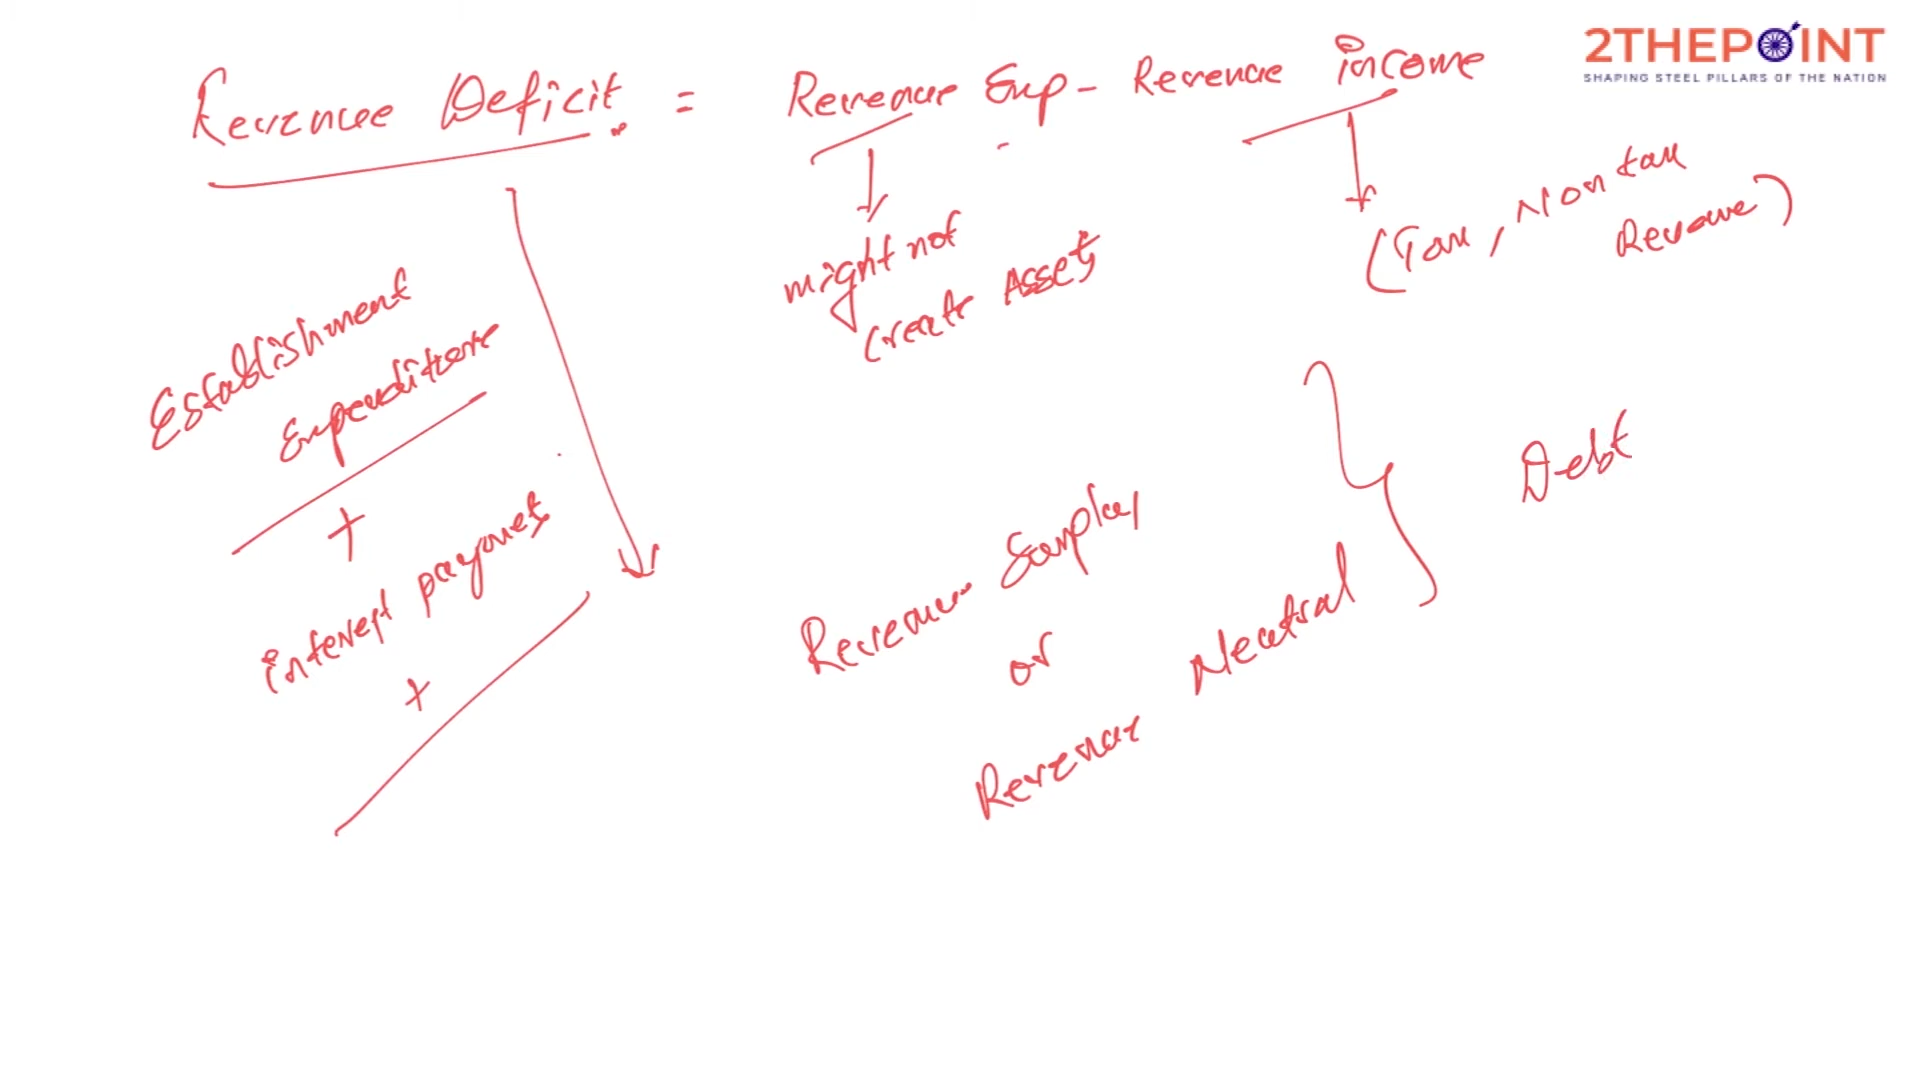 2THEPOINT
SHAPING STEEL PILLARS OF THE NATION
Revenue Deficit = Revenue Exp - Revenue income
might not
create Assets
(Tax, Non tax
Revenue)
Establishment
Expenditure
+
interest payments
+
Revenue Surplus
or
Revenue Neutral
Debt